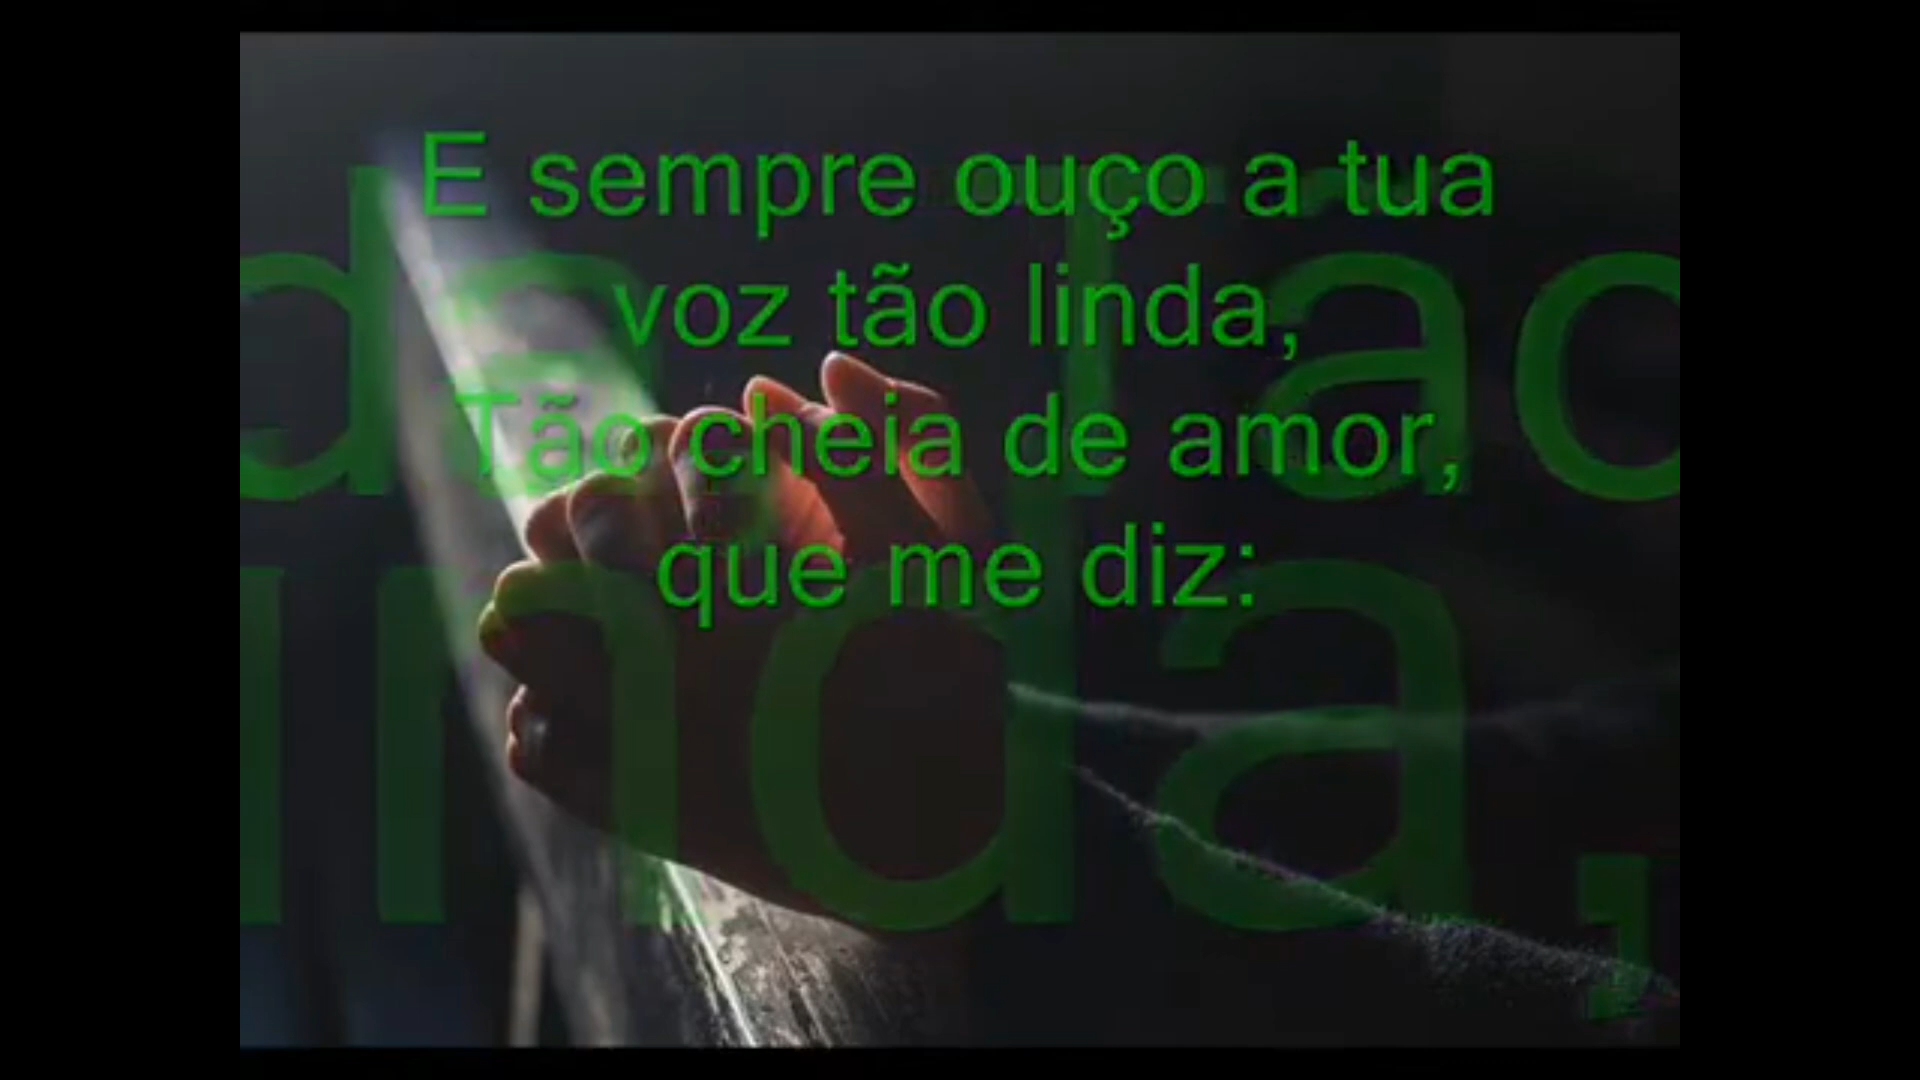 E sempre ouço a tua
voz tão linda,
Tão cheia de amor,
que me diz: